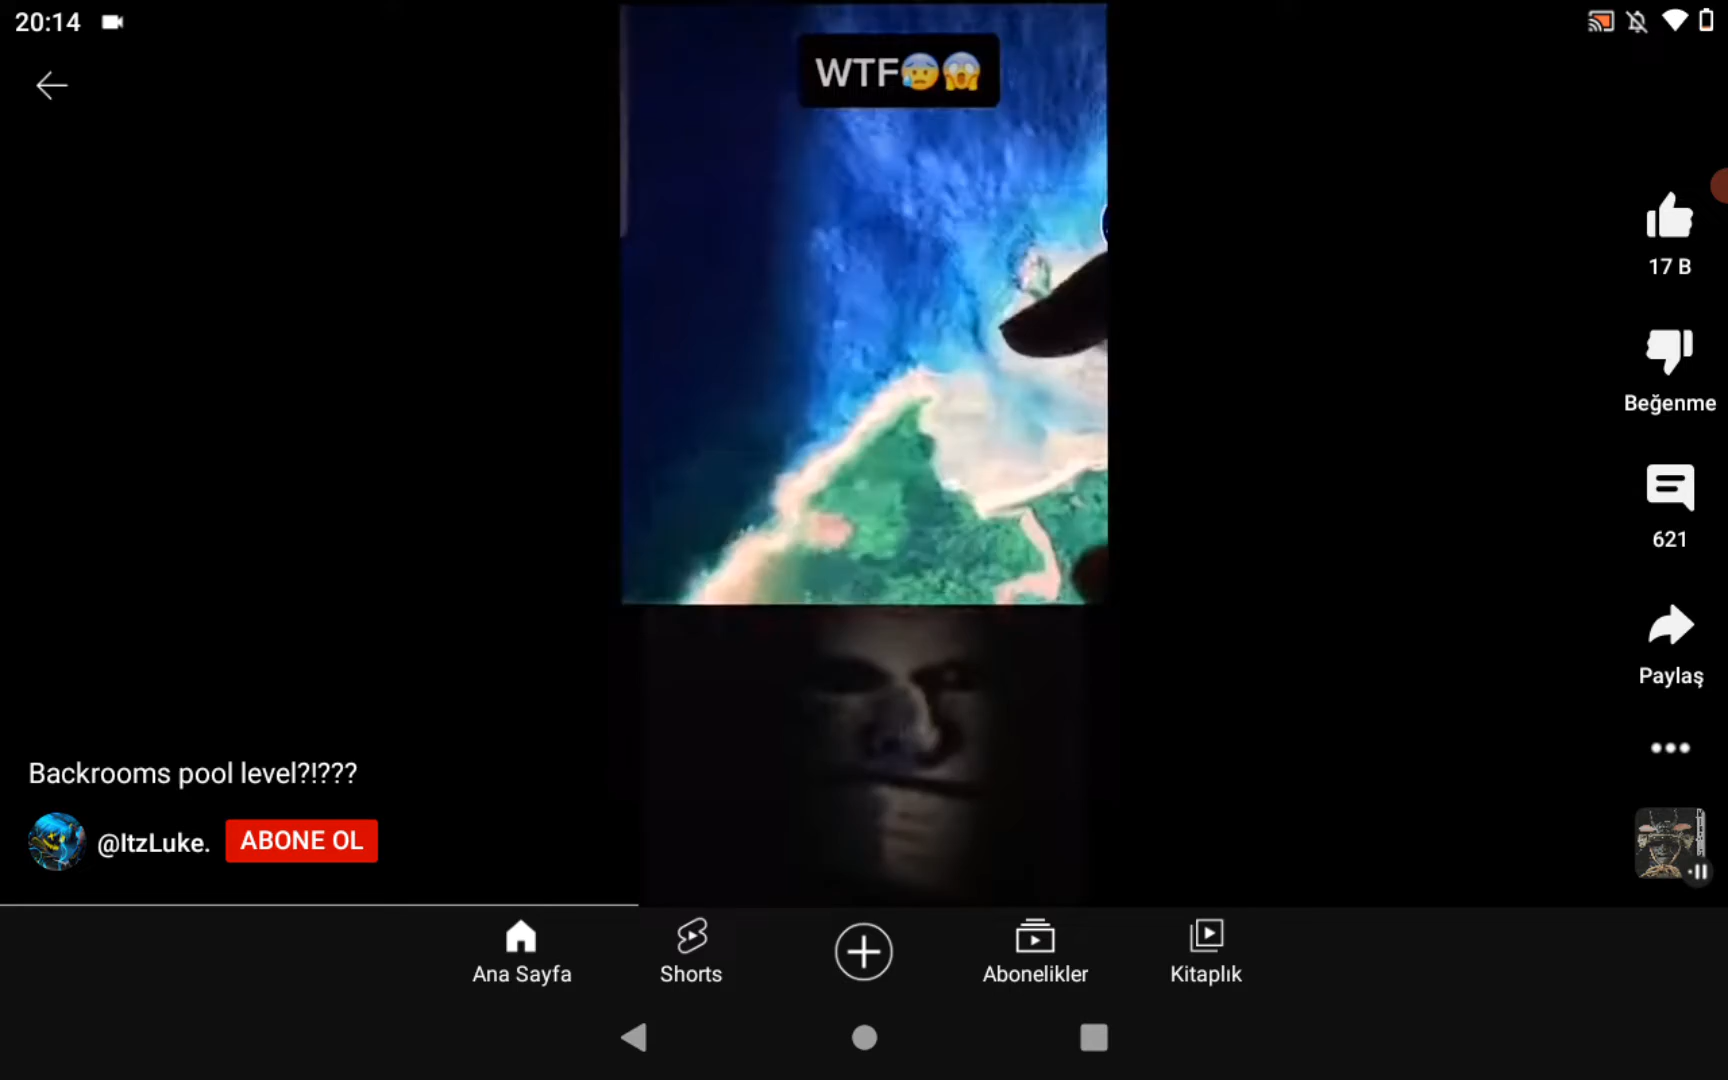 20:14
WTF😰😱
17 B
Beğenme
621
Paylaş
Backrooms pool level?!???
@ItzLuke.
ABONE OL
Ana Sayfa
Shorts
Abonelikler
Kitaplık